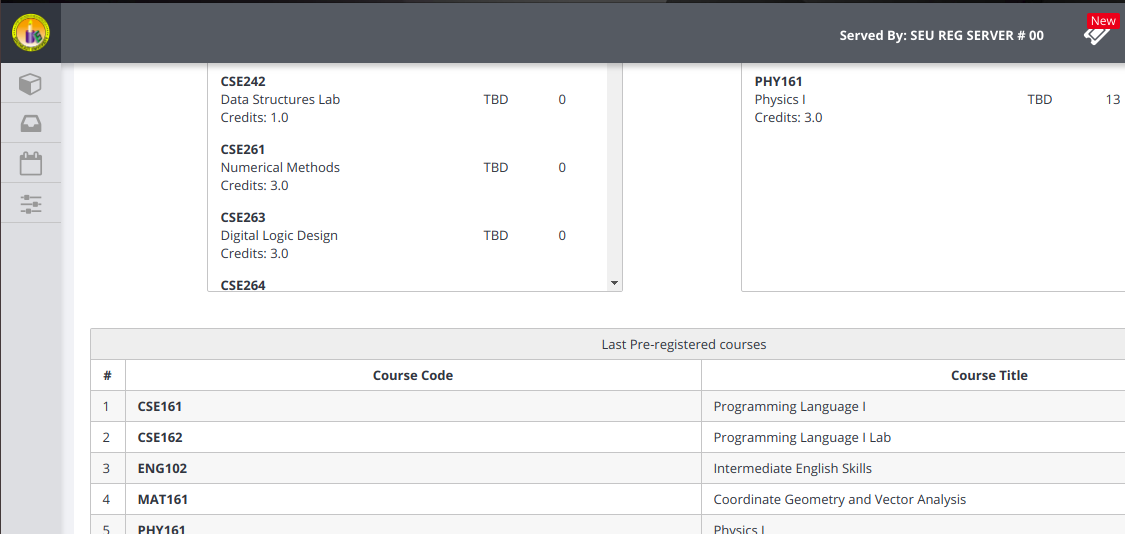 New
Served By: SEU REG SERVER # 00
CSE242
Data Structures Lab TBD 0
Credits: 1.0
CSE261
Numerical Methods TBD 0
Credits: 3.0
CSE263
Digital Logic Design TBD 0
Credits: 3.0
CSE264
PHY161
Physics I TBD 13
Credits: 3.0
Last Pre-registered courses
# Course Code Course Title
1 CSE161 Programming Language I
2 CSE162 Programming Language I Lab
3 ENG102 Intermediate English Skills
4 MAT161 Coordinate Geometry and Vector Analysis
5 PHY161 Physics I